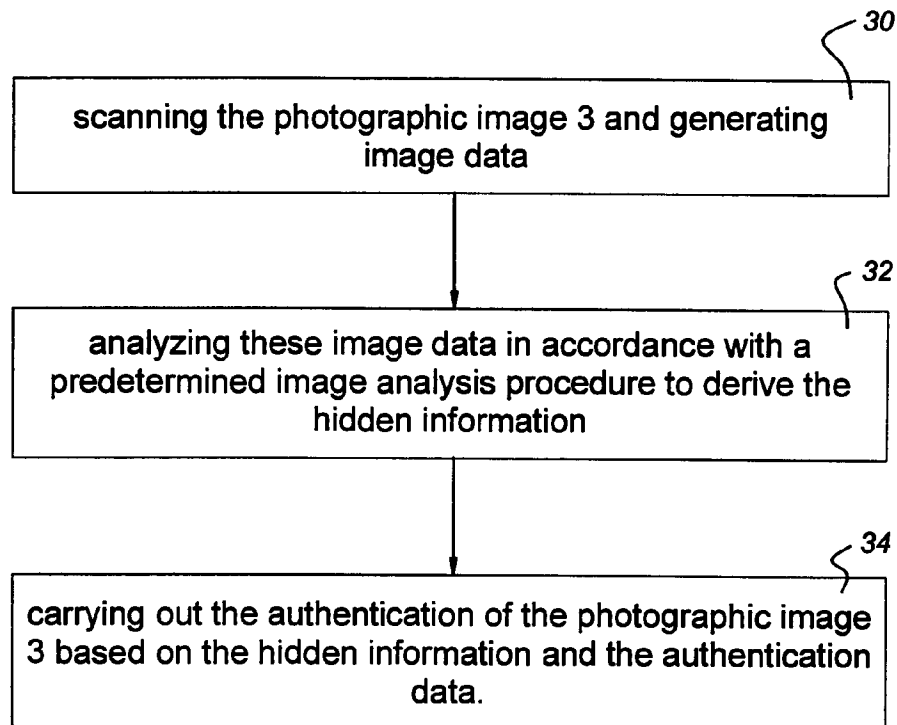 30
scanning the photographic image 3 and generating
image data
32
analyzing these image data in accordance with a
predetermined image analysis procedure to derive the
hidden information
34
carrying out the authentication of the photographic image
3 based on the hidden information and the authentication
data.